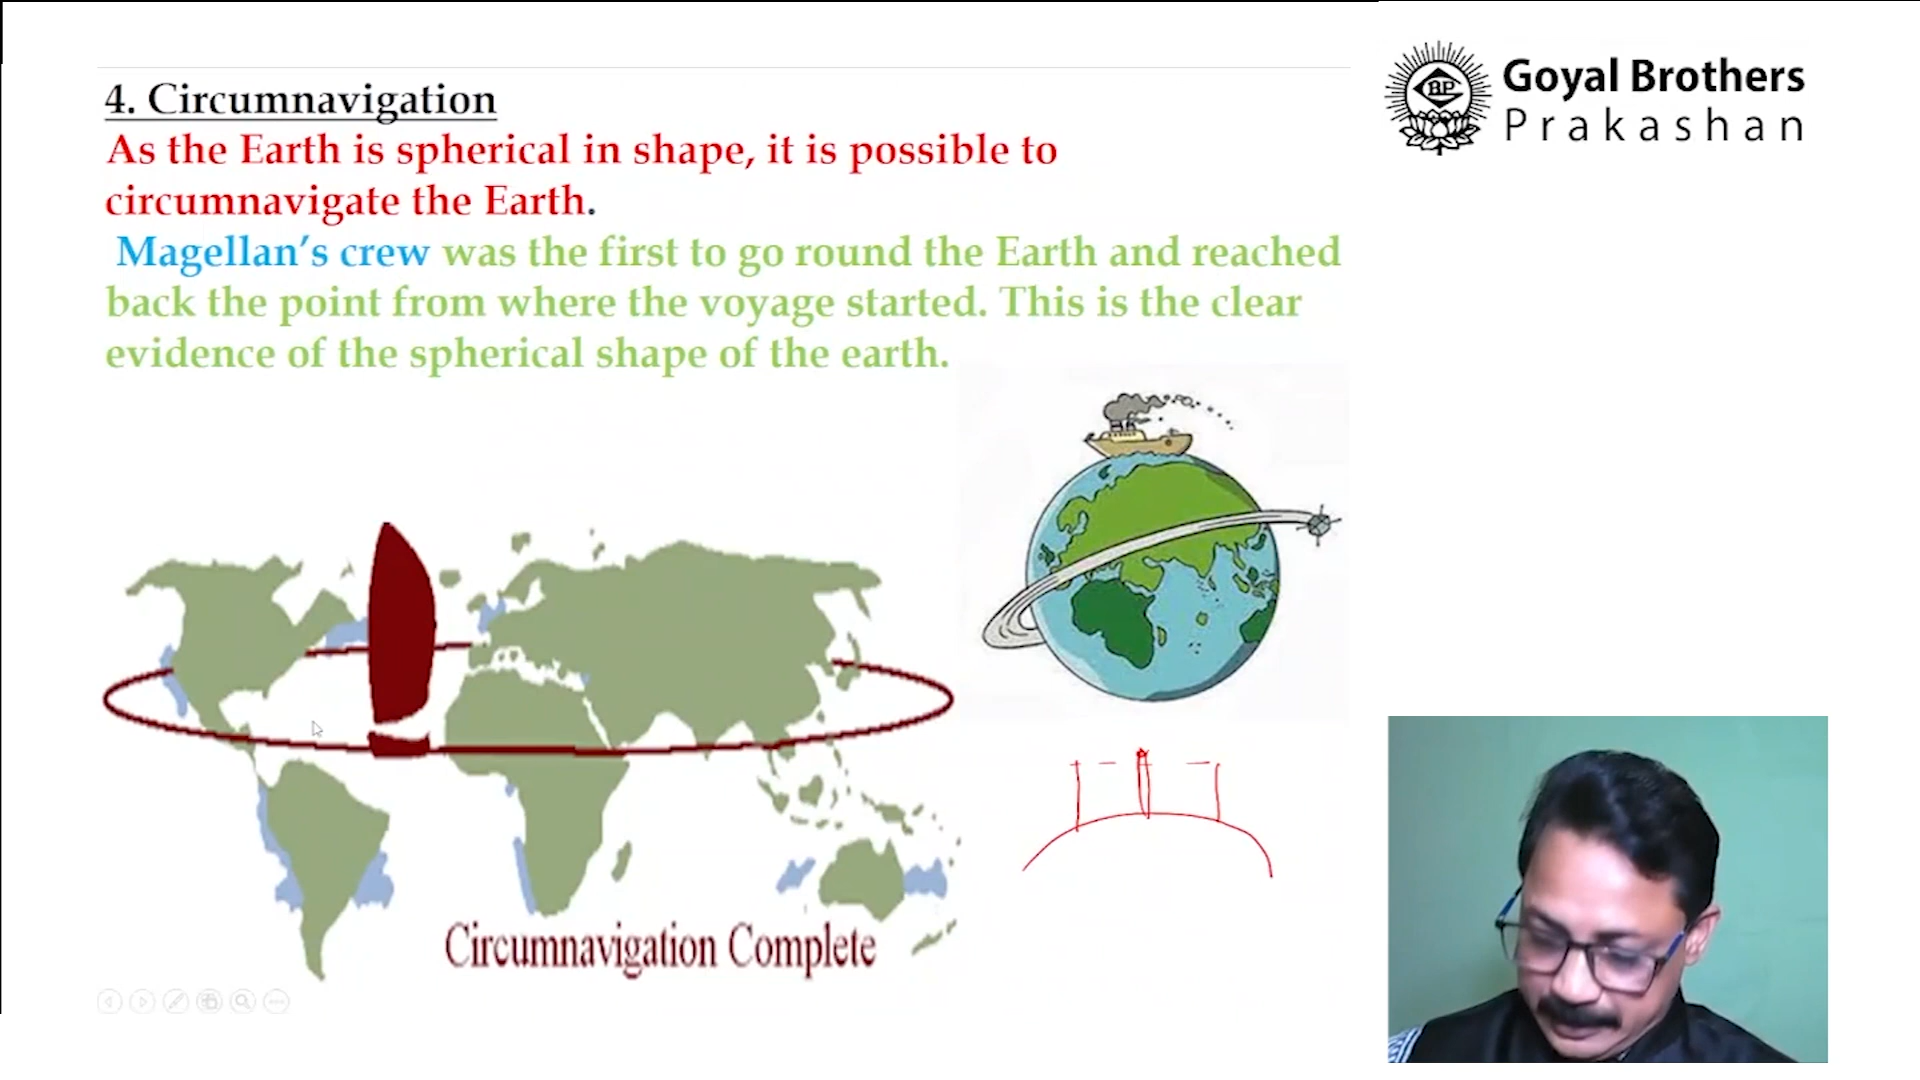 4. Circumnavigation
As the Earth is spherical in shape, it is possible to
circumnavigate the Earth.
Magellan's crew was the first to go round the Earth and reached
back the point from where the voyage started. This is the clear
evidence of the spherical shape of the earth.
Circumnavigation Complete
BP
Goyal Brothers
Prakashan